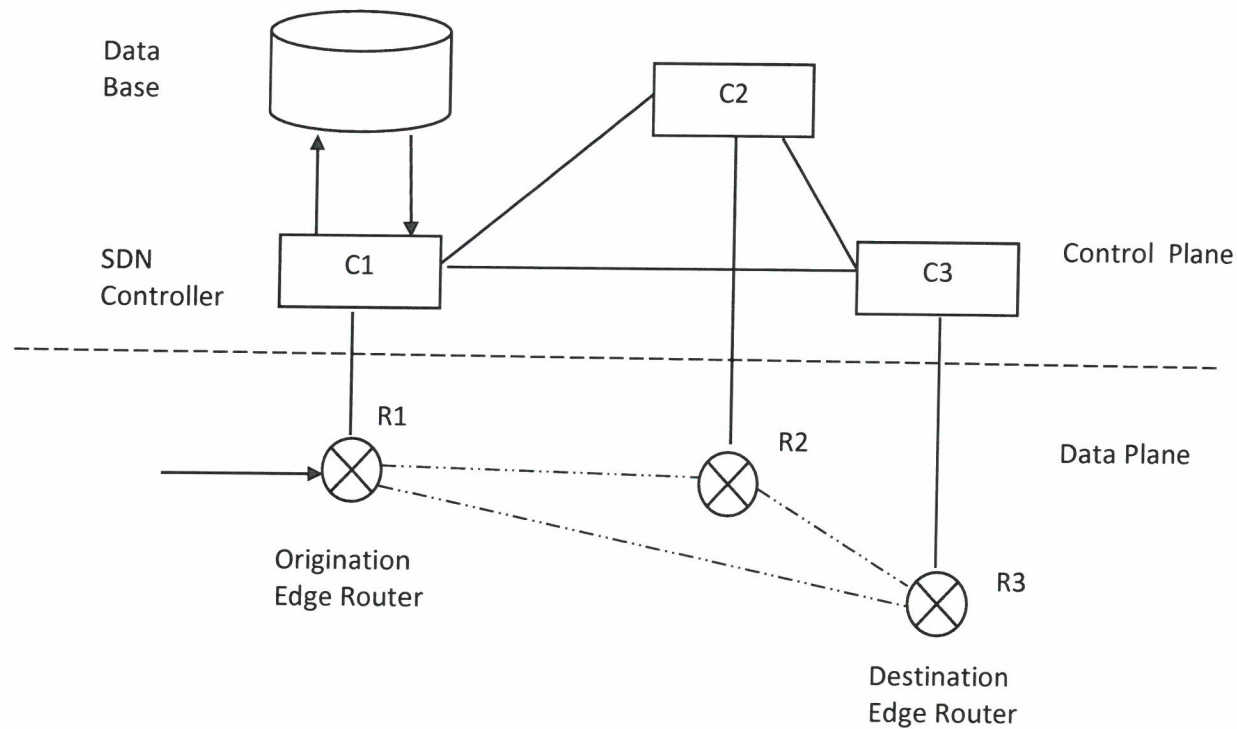 Data
Base
C2
SDN
Controller
C1
C3
Control Plane
R1
R2
Data Plane
Origination
Edge Router
R3
Destination
Edge Router